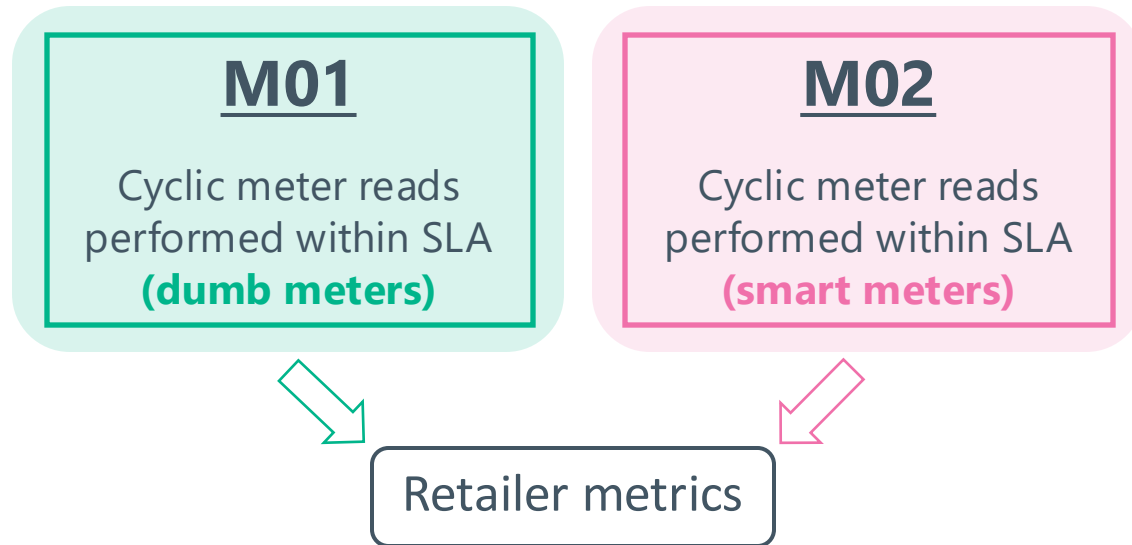 M01
Cyclic meter reads
performed within SLA
(dumb meters)
M02
Cyclic meter reads
performed within SLA
(smart meters)
Retailer metrics